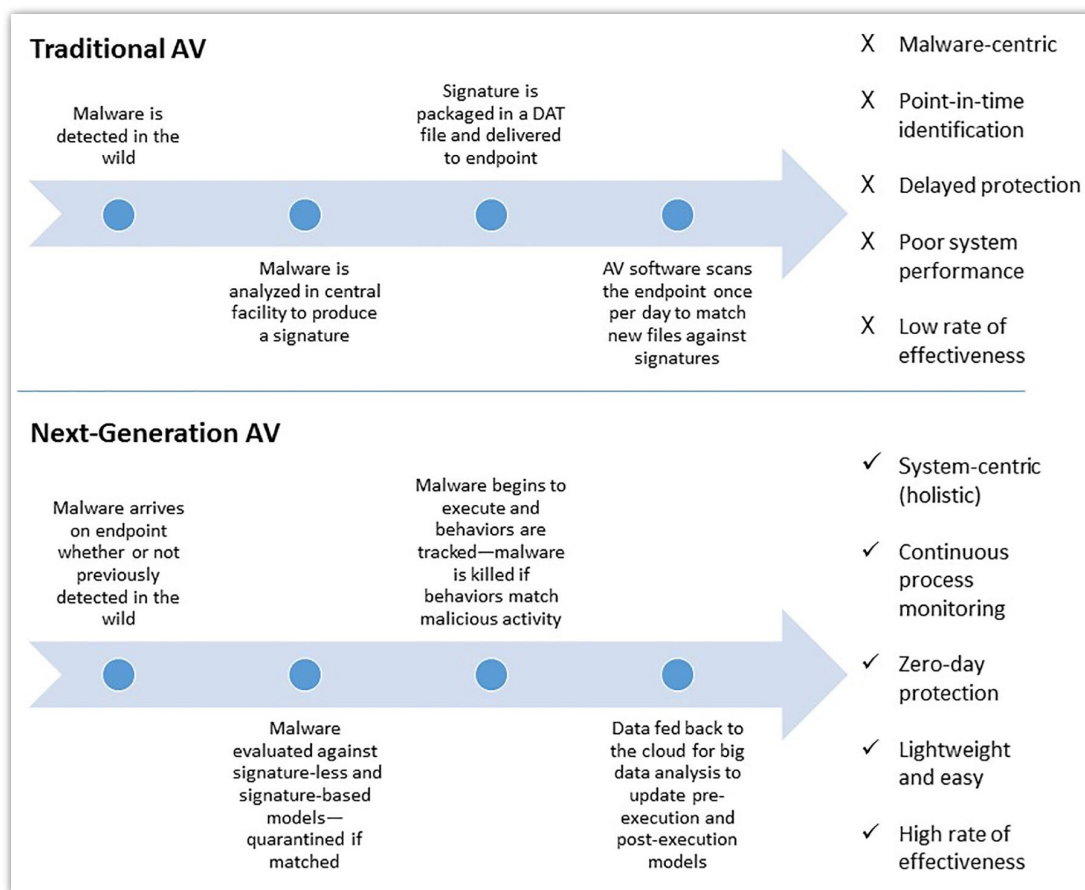 Traditional AV
Malware is
detected in the
wild
Malware is
analyzed in central
facility to produce
a signature
Signature is
packaged in a DAT
file and delivered
to endpoint
AV software scans
the endpoint once
per day to match
new files against
signatures
X Malware-centric
X Point-in-time
identification
X Delayed protection
X Poor system
performance
X Low rate of
effectiveness
Next-Generation AV
Malware arrives
on endpoint
whether or not
previously
detected in the
wild
Malware
evaluated against
signature-less and
signature-based
models—
quarantined if
matched
Malware begins to
execute and
behaviors are
tracked—malware
is killed if
behaviors match
malicious activity
Data fed back to
the cloud for big
data analysis to
update pre-
execution and
post-execution
models
✓ System-centric
(holistic)
✓ Continuous
process
monitoring
✓ Zero-day
protection
✓ Lightweight
and easy
✓ High rate of
effectiveness